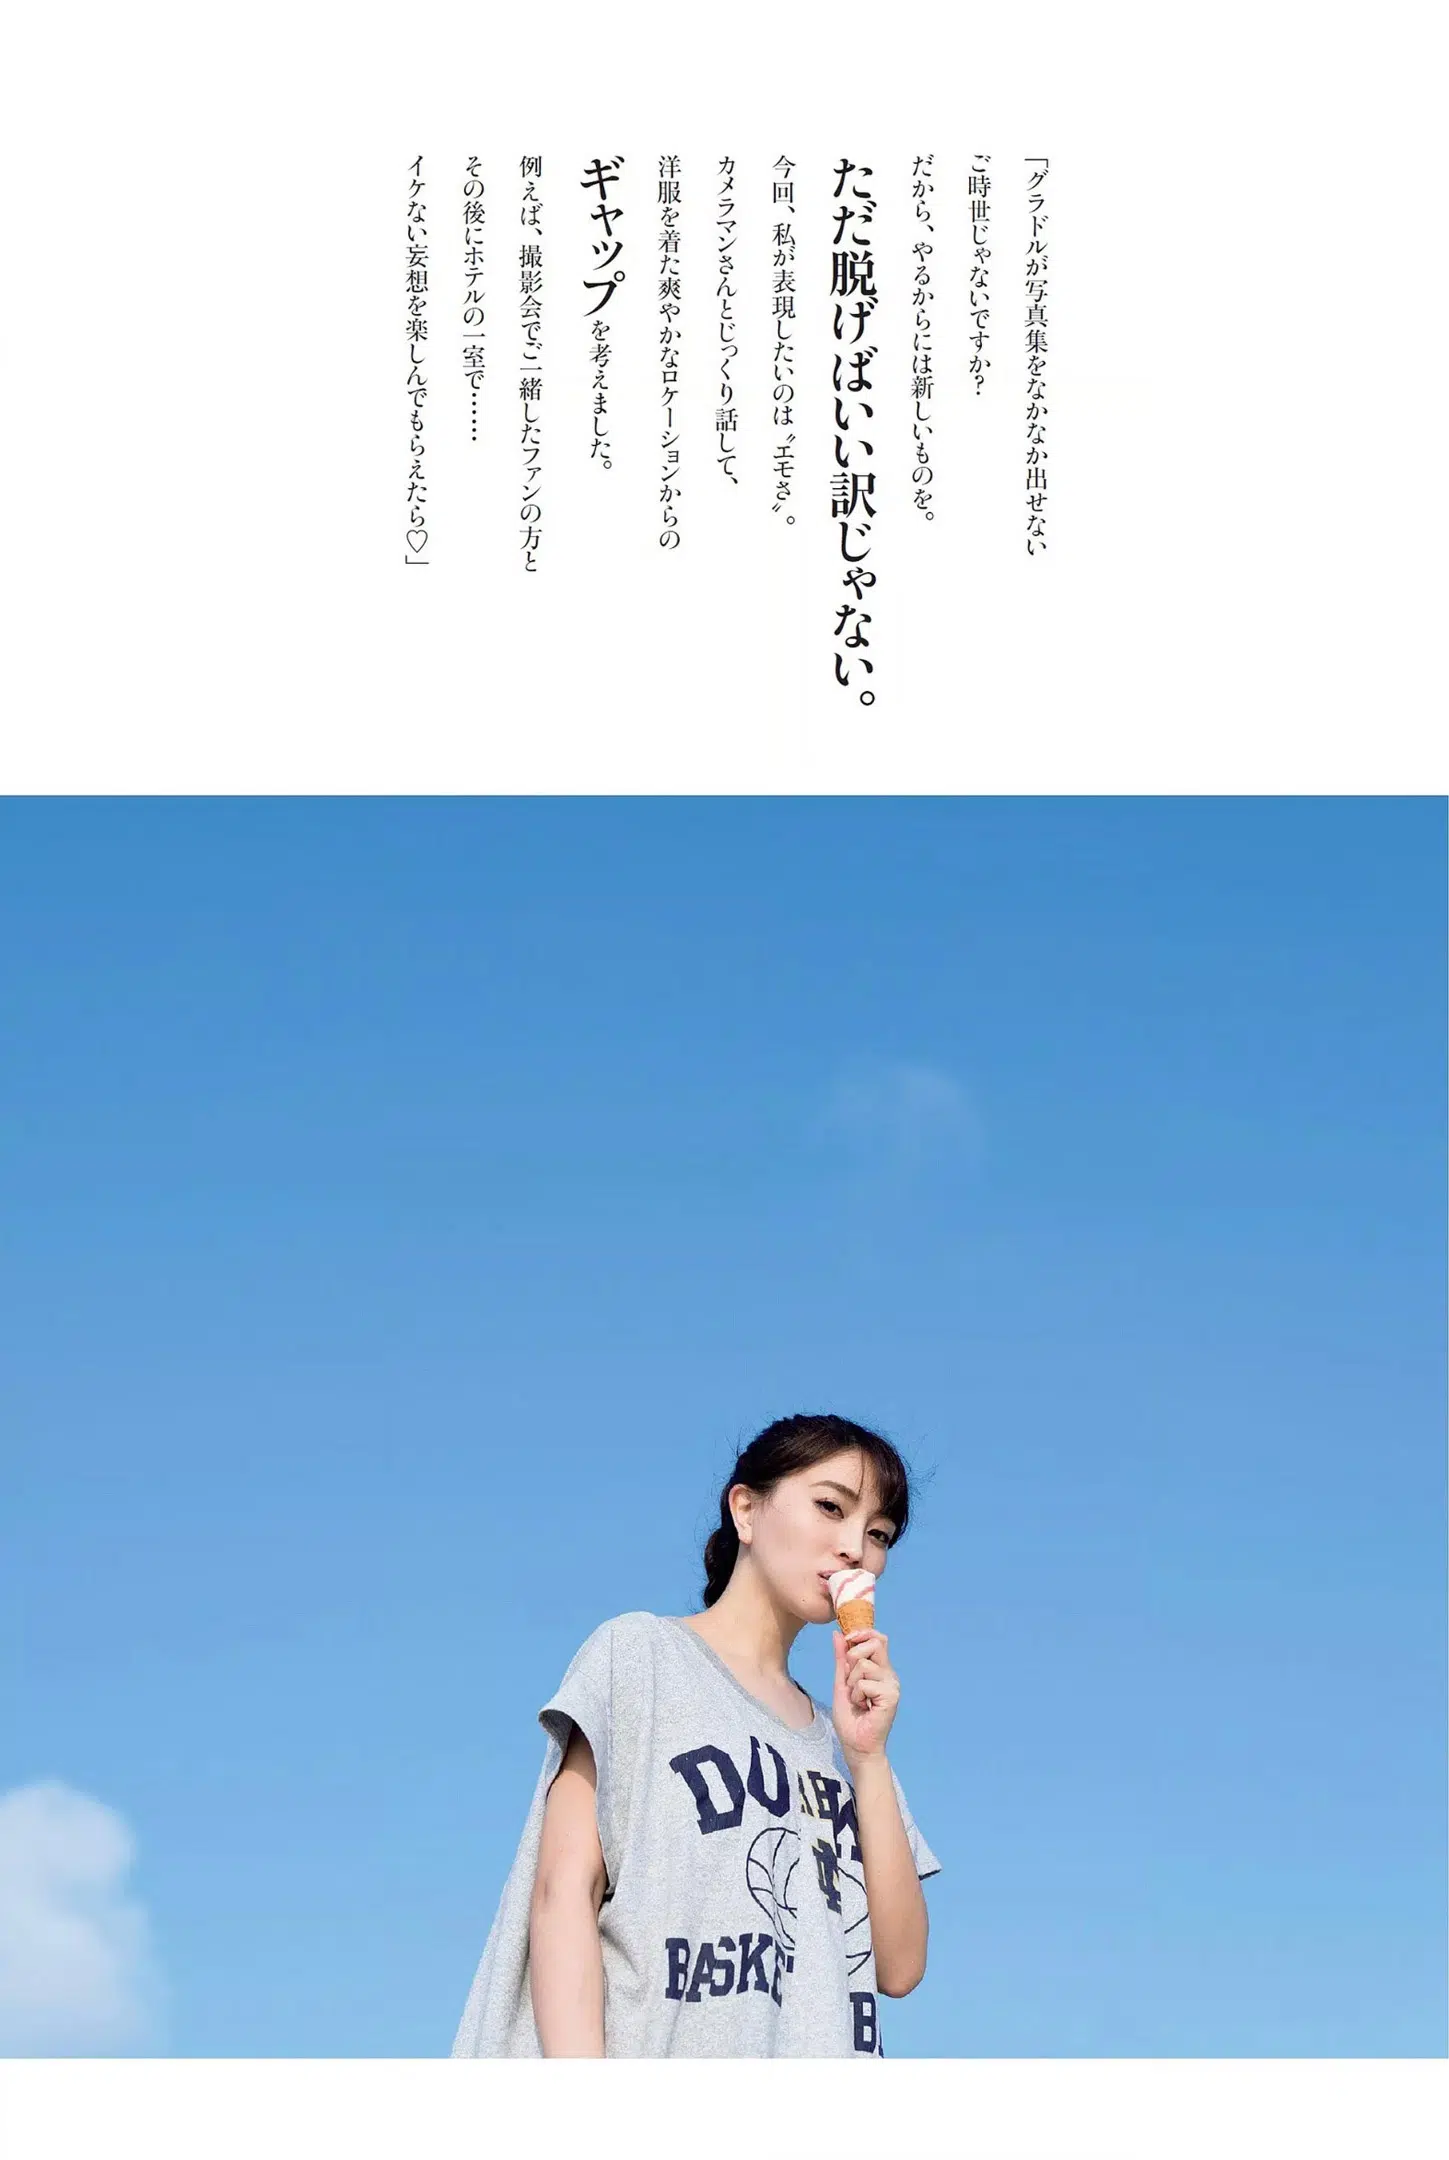 「グラドルが写真集をなかなか出せない
ご時世じゃないですか?
だから、やるからには新しいものを。
ただ脱げばいい訳じゃない。
今回、私が表現したいのは〝エモさ〟。
カメラマンさんとじっくり話して、
洋服を着た爽やかなロケーションからの
ギャップを考えました。
例えば、撮影会でご一緒したファンの方と
その後にホテルの一室で……
イケない妄想を楽しんでもらえたら♡」